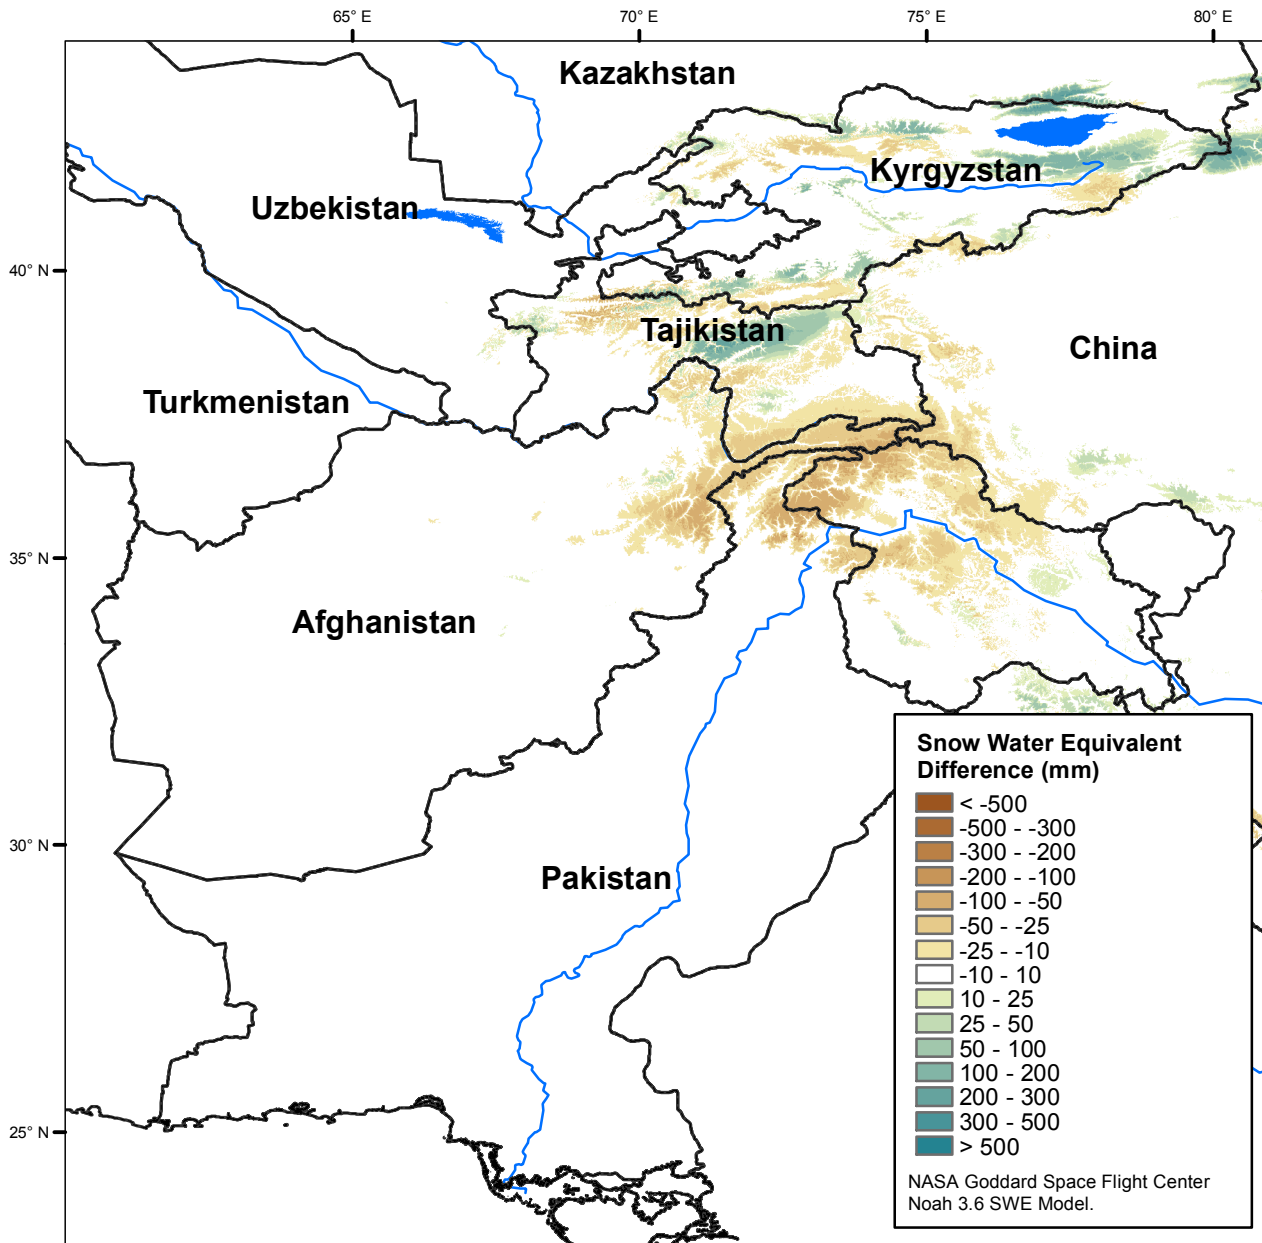 65° E
70° E
75° E
80° E
Kazakhstan
Kyrgyzstan
Uzbekistan
40° N
Tajikistan
China
Turkmenistan
35° N
Afghanistan
Snow Water Equivalent
Difference (mm)
< -500
-500 - -300
30° N
-300 - -200
Pakistan
-200 - -100
-100 - -50
-50 - -25
-25 - -10
-10 - 10
10 - 25
25 - 50
50 - 100
100 - 200
200 - 300
25° N
300 - 500
> 500
NASA Goddard Space Flight Center
Noah 3.6 SWE Model.